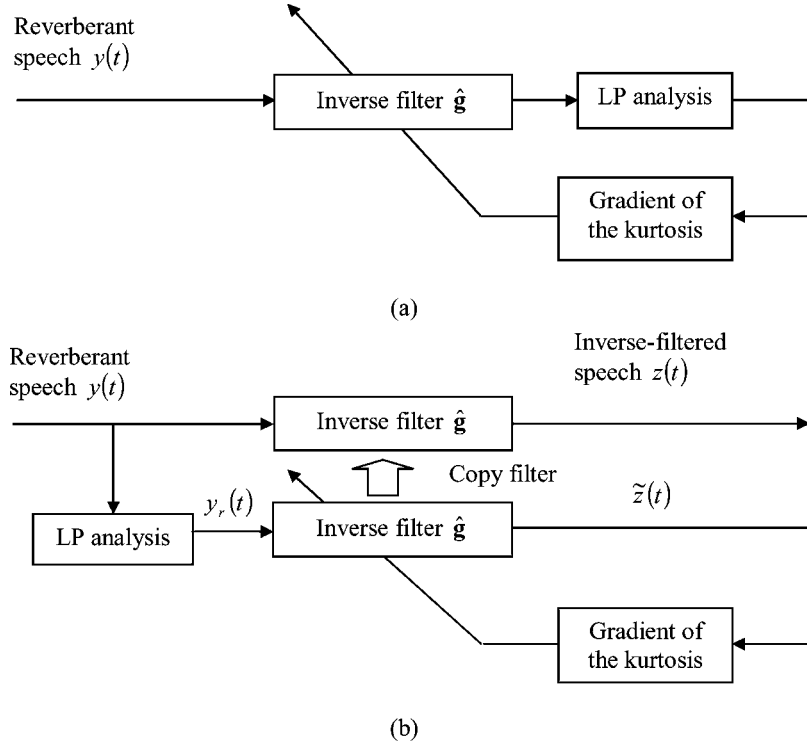 Reverberant
speech y(t)
Inverse filter ĝ
LP analysis
Gradient of
the kurtosis
(a)
Reverberant
speech y(t)
Inverse-filtered
speech z(t)
Inverse filter ĝ
Copy filter
LP analysis
y_r(t)
Inverse filter ĝ
z̃(t)
Gradient of
the kurtosis
(b)